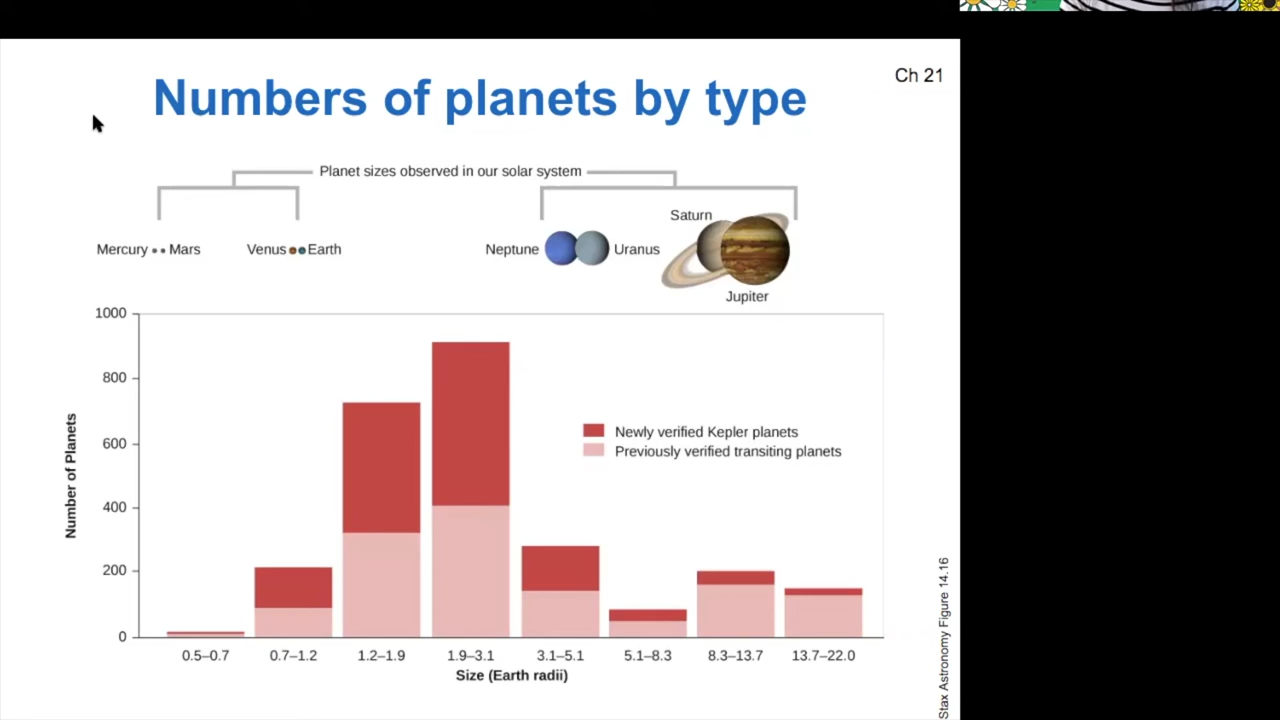 Ch 21
Numbers of planets by type
Planet sizes observed in our solar system
Saturn
Mercury Mars Venus Earth Neptune Uranus
Jupiter
1000
800
600
400
200
0
Number of Planets
Newly verified Kepler planets
Previously verified transiting planets
0.5–0.7 0.7–1.2 1.2–1.9 1.9–3.1 3.1–5.1 5.1–8.3 8.3–13.7 13.7–22.0
Size (Earth radii)
Stax Astronomy Figure 14.16